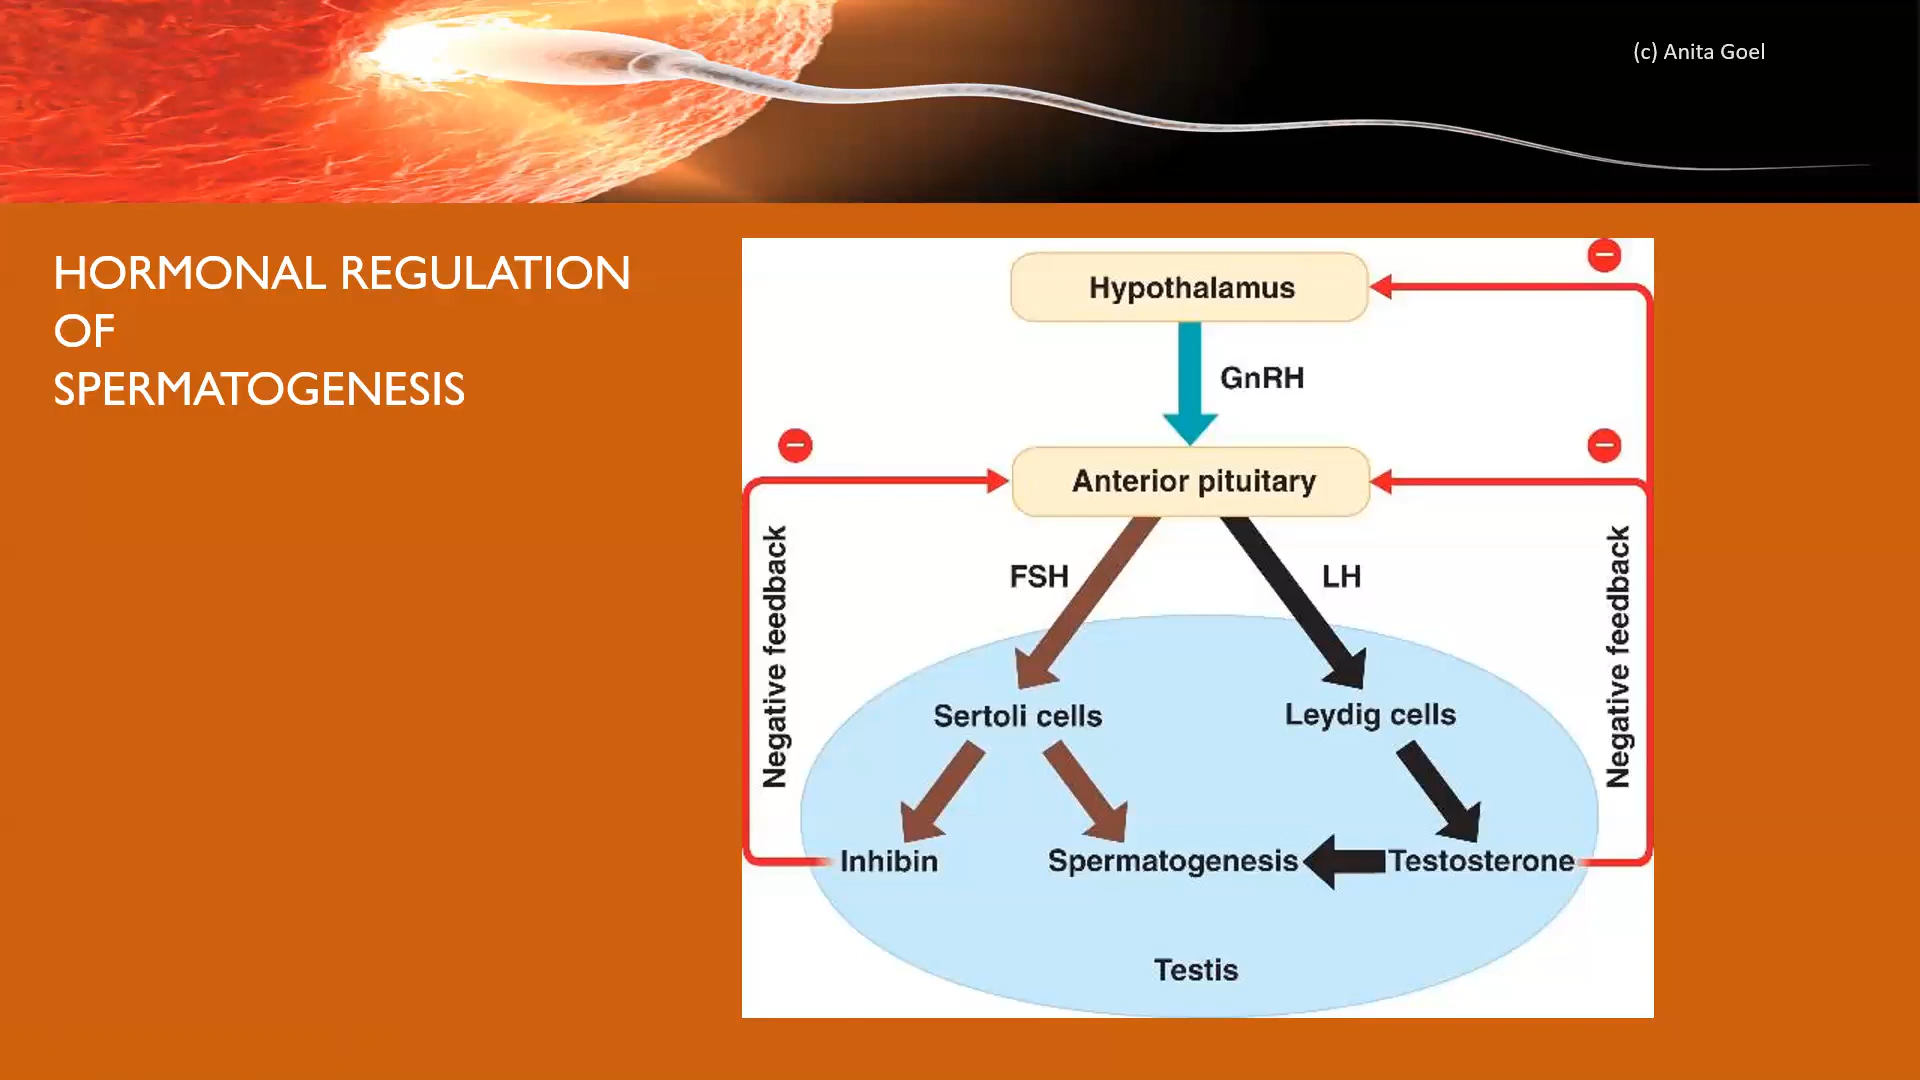 (c) Anita Goel
HORMONAL REGULATION
OF
SPERMATOGENESIS
Hypothalamus
GnRH
Anterior pituitary
Negative feedback
FSH
LH
Negative feedback
Sertoli cells
Leydig cells
Inhibin
Spermatogenesis
Testosterone
Testis